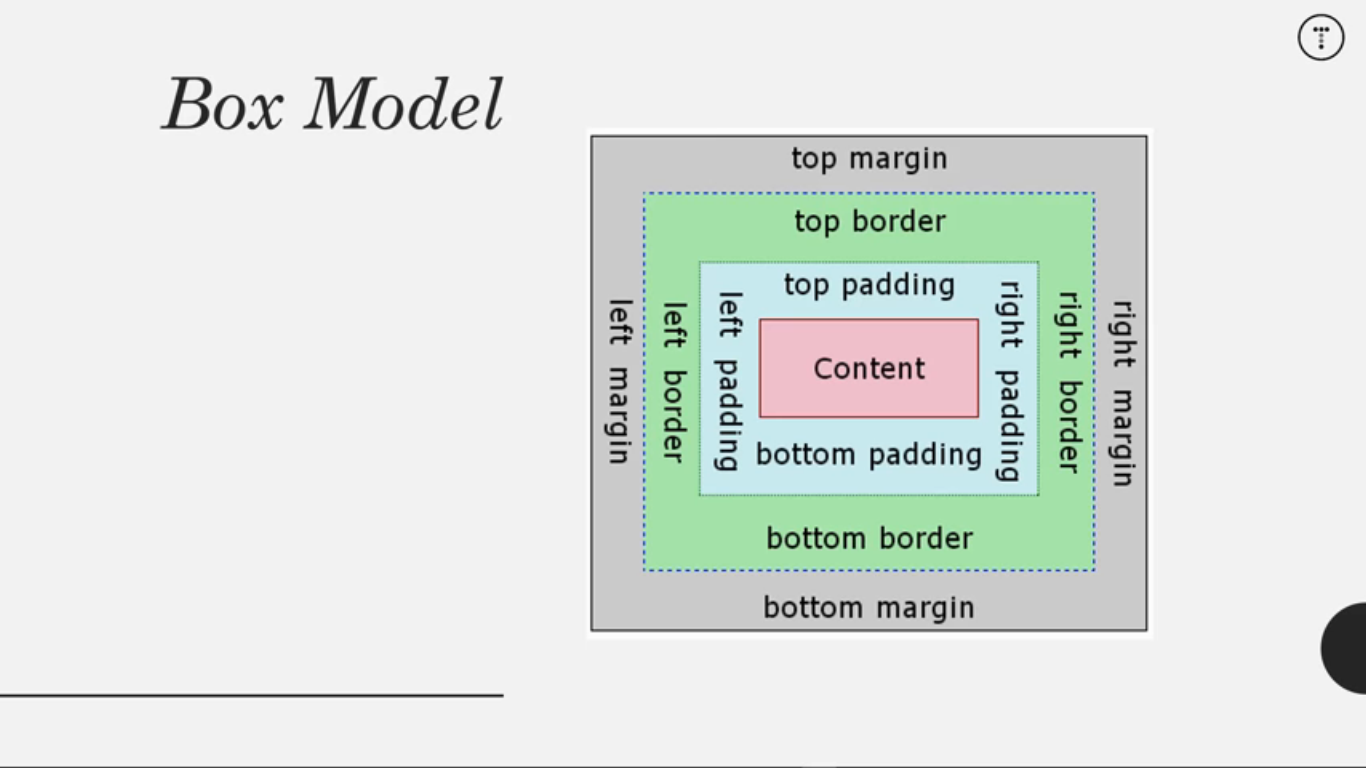 Box Model
top margin
top border
top padding
left margin
left border
left padding
Content
right padding
right border
right margin
bottom padding
bottom border
bottom margin